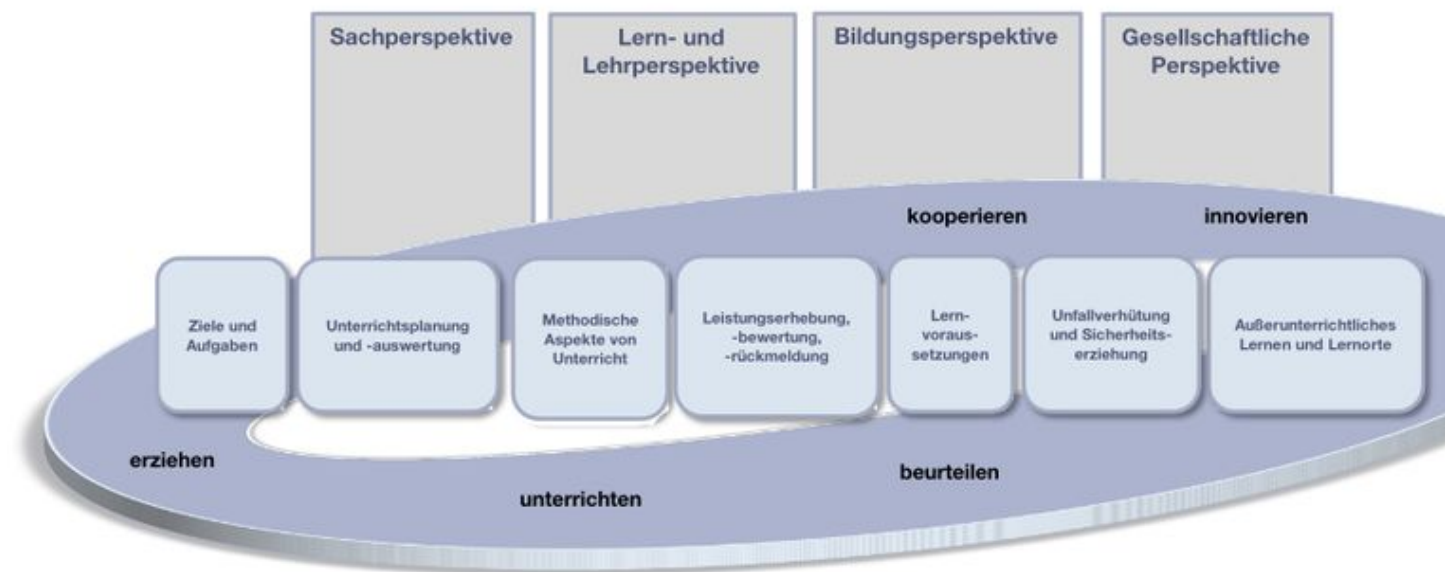 Sachperspektive
Lern- und
Lehrperspektive
Bildungsperspektive
Gesellschaftliche
Perspektive
kooperieren
innovieren
Ziele und
Aufgaben
Unterrichtsplanung
und -auswertung
Methodische
Aspekte von
Unterricht
Leistungserhebung,
-bewertung,
-rückmeldung
Lern-
voraus-
setzungen
Unfallverhütung
und Sicherheits-
erziehung
Außerunterrichtliches
Lernen und Lernorte
erziehen
unterrichten
beurteilen